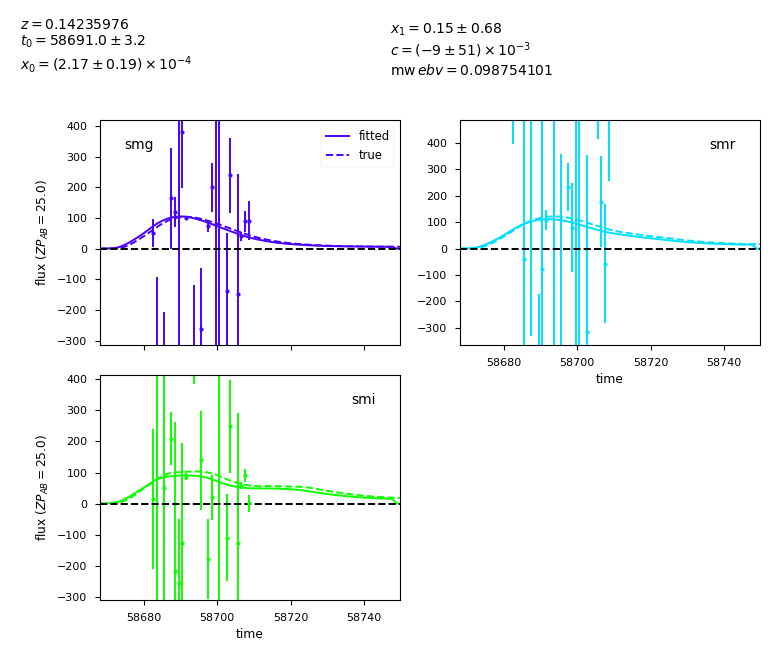 z = 0.14235976
t₀ = 58691.0 ± 3.2
x₀ = (2.17 ± 0.19) × 10⁻⁴
x₁ = 0.15 ± 0.68
c = (−9 ± 51) × 10⁻³
mw ebv = 0.098754101
smg
fitted
true
flux (ZP_AB = 25.0)
400
300
200
100
0
−100
−200
−300
smr
400
300
200
100
0
−100
−200
−300
58680
58700
58720
58740
time
smi
flux (ZP_AB = 25.0)
400
300
200
100
0
−100
−200
−300
58680
58700
58720
58740
time